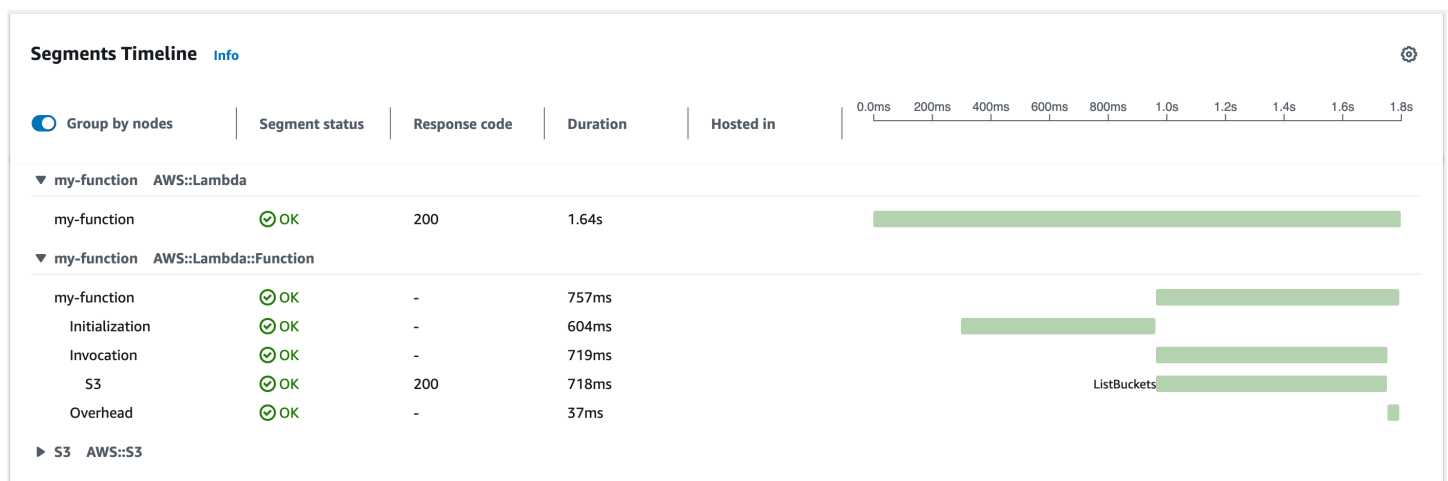 Segments Timeline Info
0.0ms 200ms 400ms 600ms 800ms 1.0s 1.2s 1.4s 1.6s 1.8s
Group by nodes Segment status Response code Duration Hosted in
my-function AWS::Lambda
my-function OK 200 1.64s
my-function AWS::Lambda::Function
my-function OK - 757ms
Initialization OK - 604ms
Invocation OK - 719ms
S3 OK 200 718ms ListBuckets
Overhead OK - 37ms
S3 AWS::S3